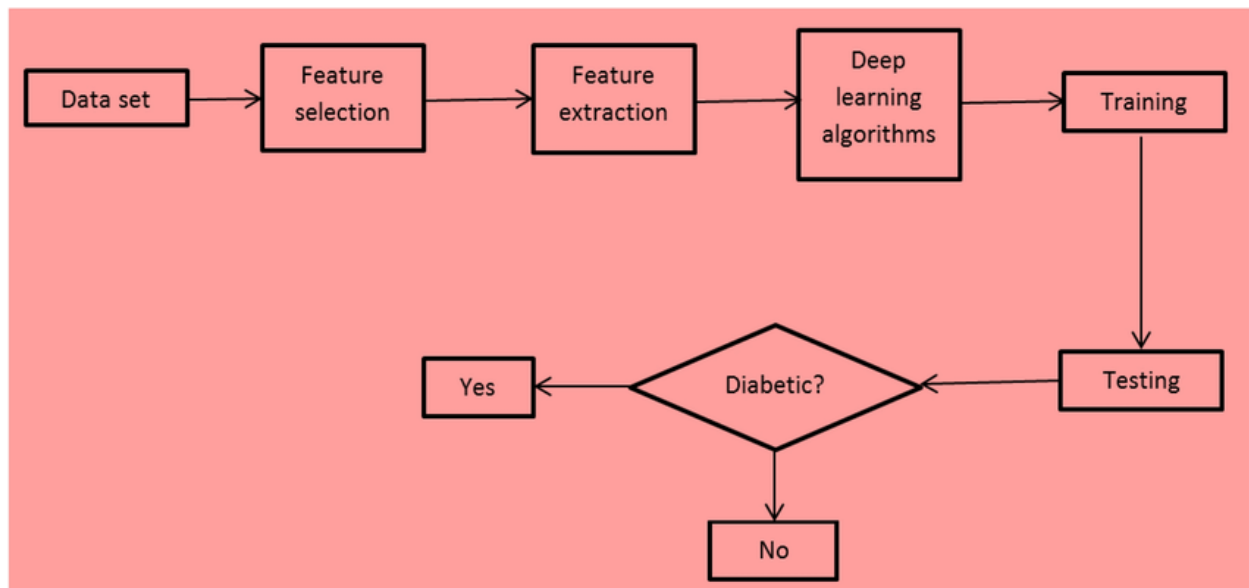 Data set
Feature
selection
Feature
extraction
Deep
learning
algorithms
Training
Testing
Diabetic?
Yes
No